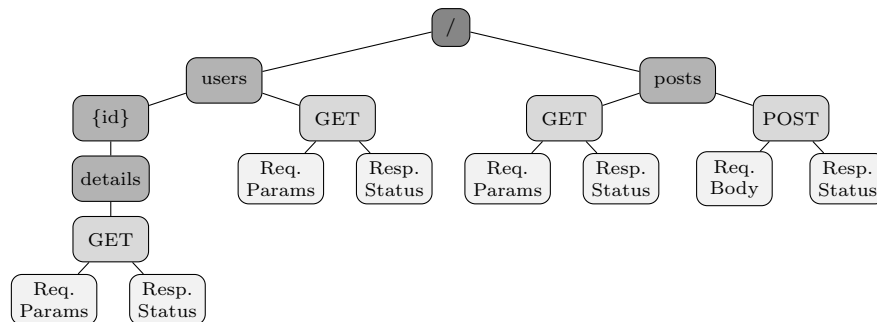 /
users
posts
{id}
GET
GET
POST
Req.
Params
Resp.
Status
Req.
Params
Resp.
Status
Req.
Body
Resp.
Status
details
GET
Req.
Params
Resp.
Status